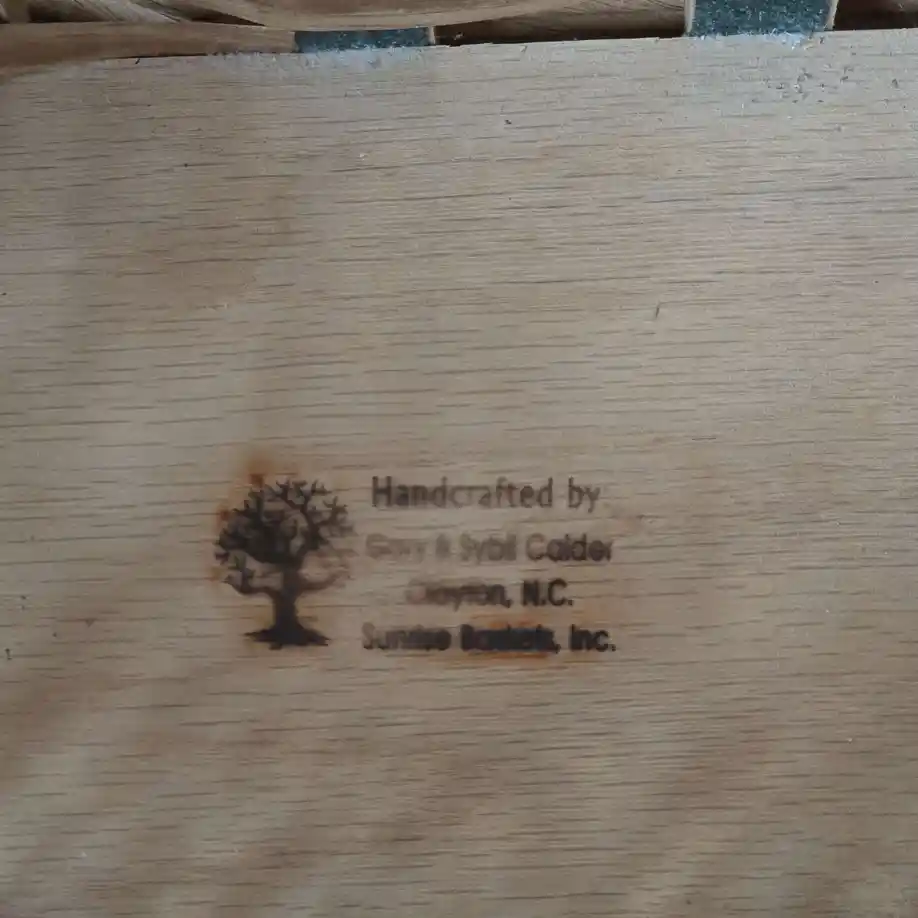 Handcrafted by
Gary & Sybil Calder
Clayton, N.C.
Sunrise Baskets, Inc.